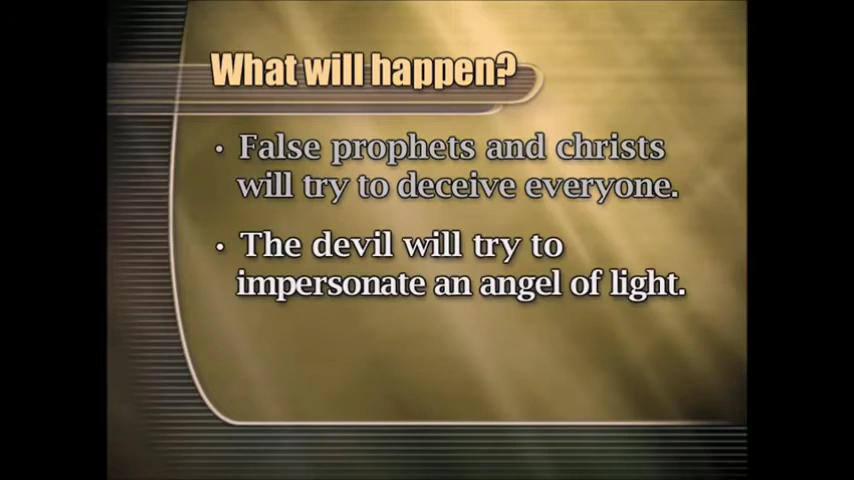 What will happen?
• False prophets and christs
will try to deceive everyone.
• The devil will try to
impersonate an angel of light.